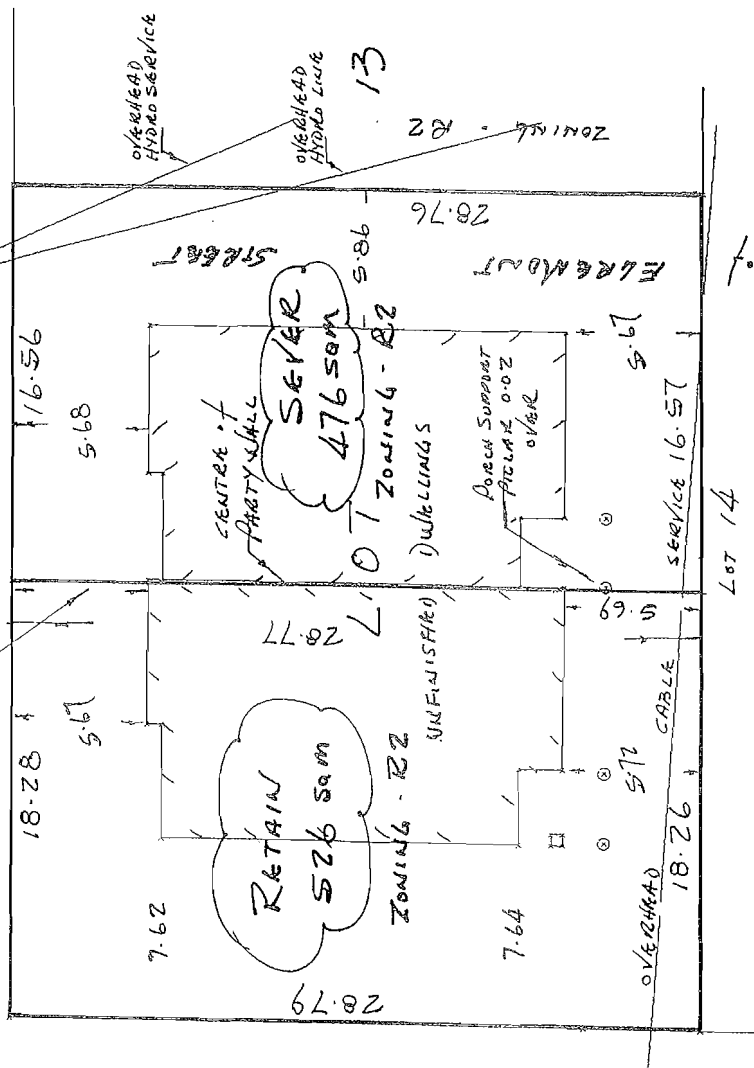 OVERHEAD
HYDRO SERVICE
OVERHEAD
HYDRO LINE
13
ZONING - R2
28.76
STREET
5.86
16.56
5.68
CENTRE OF
PARTY WALL
SEVER
476 sqm
ZONING - R2
LOT
DWELLINGS
PORCH SUPPORT
PILLAR 0.02
OVER
5.67
SERVICE 16.57
LOT 14
28.77
5.69
18.28
5.67
RETAIN
526 sqm
ZONING - R2
UNFINISHED
5.72
CABLE
18.26
OVERHEAD
7.62
7.64
28.79